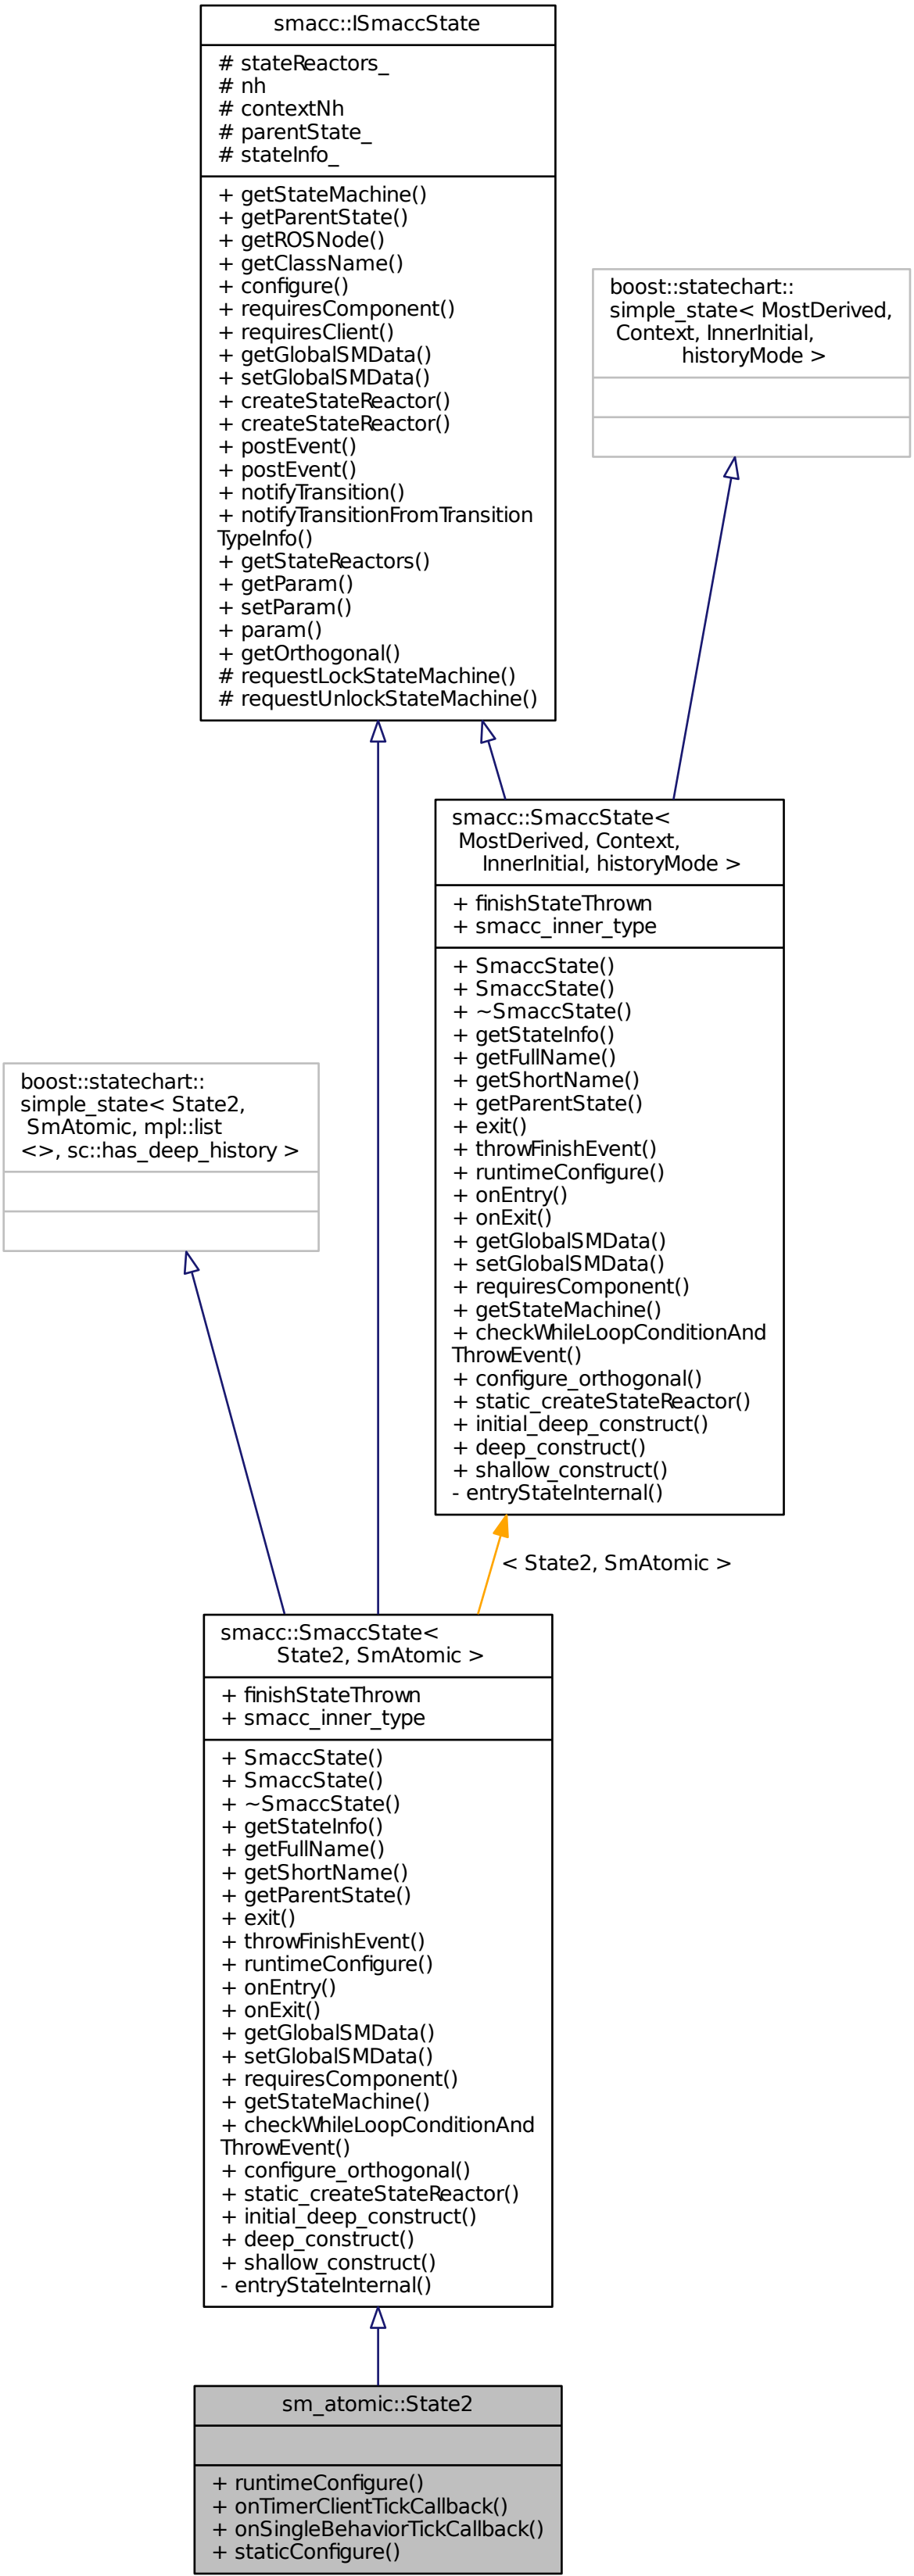 smacc::ISmaccState
# stateReactors_
# nh
# contextNh
# parentState_
# stateInfo_
+ getStateMachine()
+ getParentState()
+ getROSNode()
+ getClassName()
+ configure()
+ requiresComponent()
+ requiresClient()
+ getGlobalSMData()
+ setGlobalSMData()
+ createStateReactor()
+ createStateReactor()
+ postEvent()
+ postEvent()
+ notifyTransition()
+ notifyTransitionFromTransition
TypeInfo()
+ getStateReactors()
+ getParam()
+ setParam()
+ param()
+ getOrthogonal()
# requestLockStateMachine()
# requestUnlockStateMachine()
boost::statechart::
simple_state< MostDerived,
Context, InnerInitial,
historyMode >
smacc::SmaccState<
MostDerived, Context,
InnerInitial, historyMode >
+ finishStateThrown
+ smacc_inner_type
+ SmaccState()
+ SmaccState()
+ ~SmaccState()
+ getStateInfo()
+ getFullName()
+ getShortName()
+ getParentState()
+ exit()
+ throwFinishEvent()
+ runtimeConfigure()
+ onEntry()
+ onExit()
+ getGlobalSMData()
+ setGlobalSMData()
+ requiresComponent()
+ getStateMachine()
+ checkWhileLoopConditionAnd
ThrowEvent()
+ configure_orthogonal()
+ static_createStateReactor()
+ initial_deep_construct()
+ deep_construct()
+ shallow_construct()
- entryStateInternal()
boost::statechart::
simple_state< State2,
SmAtomic, mpl::list
<>, sc::has_deep_history >
< State2, SmAtomic >
smacc::SmaccState<
State2, SmAtomic >
+ finishStateThrown
+ smacc_inner_type
+ SmaccState()
+ SmaccState()
+ ~SmaccState()
+ getStateInfo()
+ getFullName()
+ getShortName()
+ getParentState()
+ exit()
+ throwFinishEvent()
+ runtimeConfigure()
+ onEntry()
+ onExit()
+ getGlobalSMData()
+ setGlobalSMData()
+ requiresComponent()
+ getStateMachine()
+ checkWhileLoopConditionAnd
ThrowEvent()
+ configure_orthogonal()
+ static_createStateReactor()
+ initial_deep_construct()
+ deep_construct()
+ shallow_construct()
- entryStateInternal()
sm_atomic::State2
+ runtimeConfigure()
+ onTimerClientTickCallback()
+ onSingleBehaviorTickCallback()
+ staticConfigure()